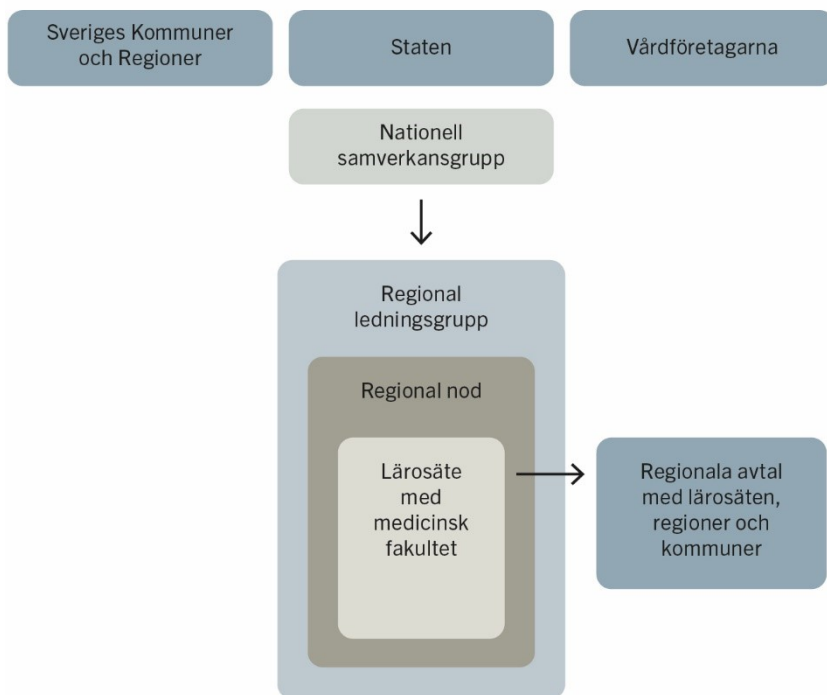 Sveriges Kommuner
och Regioner
Staten
Vårdföretagarna
Nationell
samverkansgrupp
Regional
ledningsgrupp
Regional nod
Lärosäte
med
medicinsk
fakultet
Regionala avtal
med lärosäten,
regioner och
kommuner